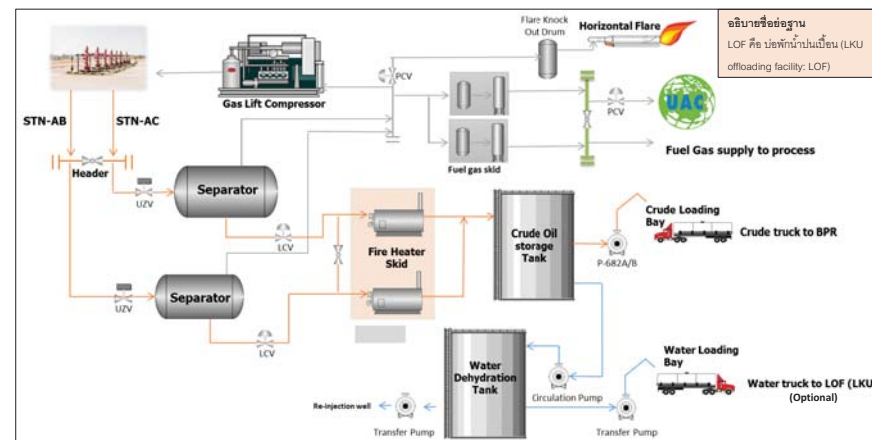 อธิบายชื่อย่อฐาน
LOF คือ บ่อพักน้ำปนเปื้อน (LKU
offloading facility: LOF)
Flare Knock
Out Drum
Horizontal Flare
PCV
Gas Lift Compressor
STN-AB
STN-AC
UAC
PCV
Fuel gas skid
Fuel Gas supply to process
Header
UZV
Separator
LCV
Fire Heater
Skid
Crude Oil
storage
Tank
Crude Loading
Bay
Crude truck to BPR
P-682A/B
UZV
Separator
LCV
Water
Dehydration
Tank
Circulation Pump
Water Loading
Bay
Water truck to LOF (LKU
(Optional)
Re-injection well
Transfer Pump
Transfer Pump